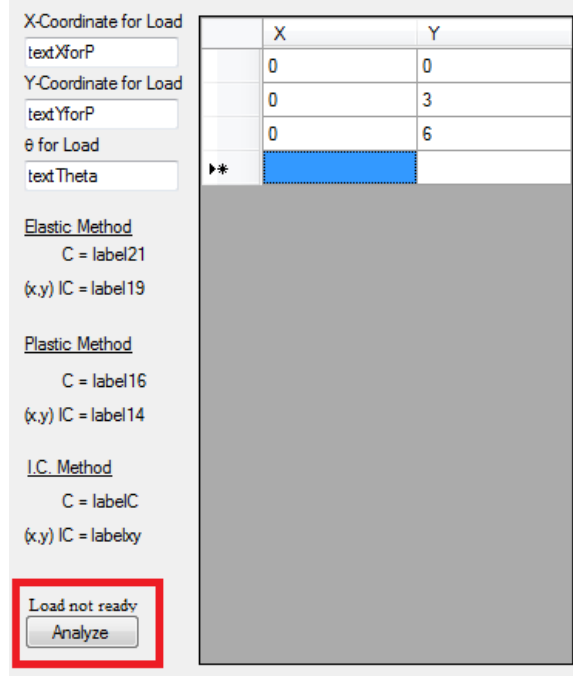 X-Coordinate for Load
textXforP
Y-Coordinate for Load
textYforP
θ for Load
textTheta
Elastic Method
C = label21
(x,y) IC = label19
Plastic Method
C = label16
(x,y) IC = label14
I.C. Method
C = labelC
(x,y) IC = labelxy
Load not ready
Analyze
X Y
0 0
0 3
0 6